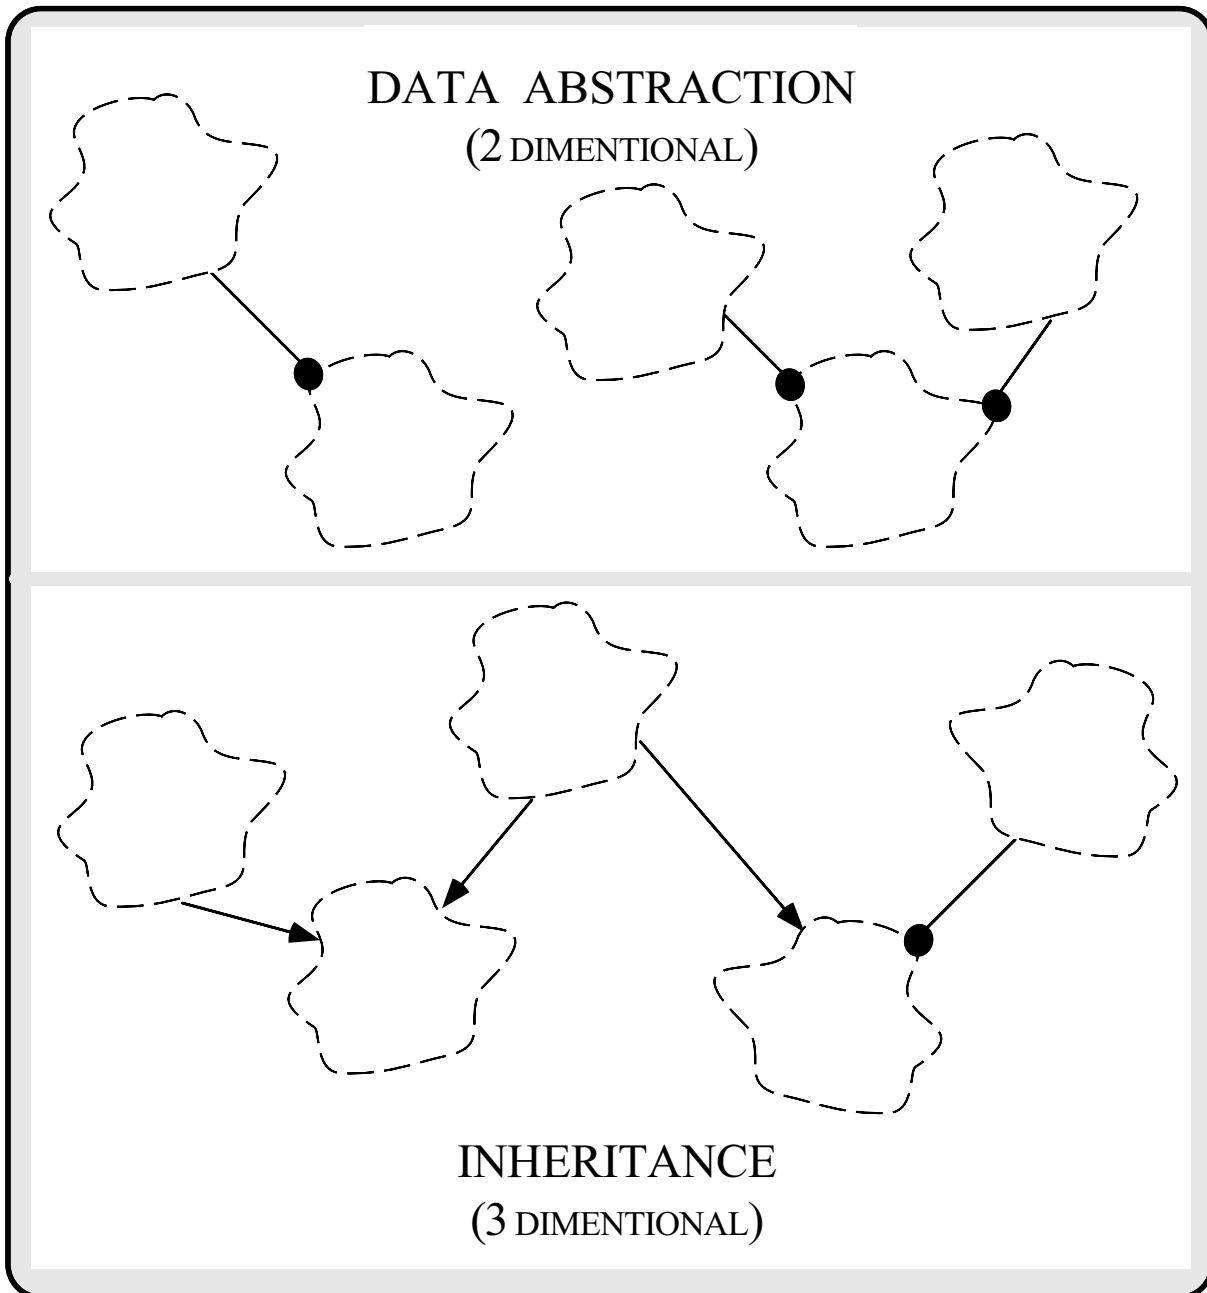 DATA ABSTRACTION
(2 DIMENTIONAL)
INHERITANCE
(3 DIMENTIONAL)